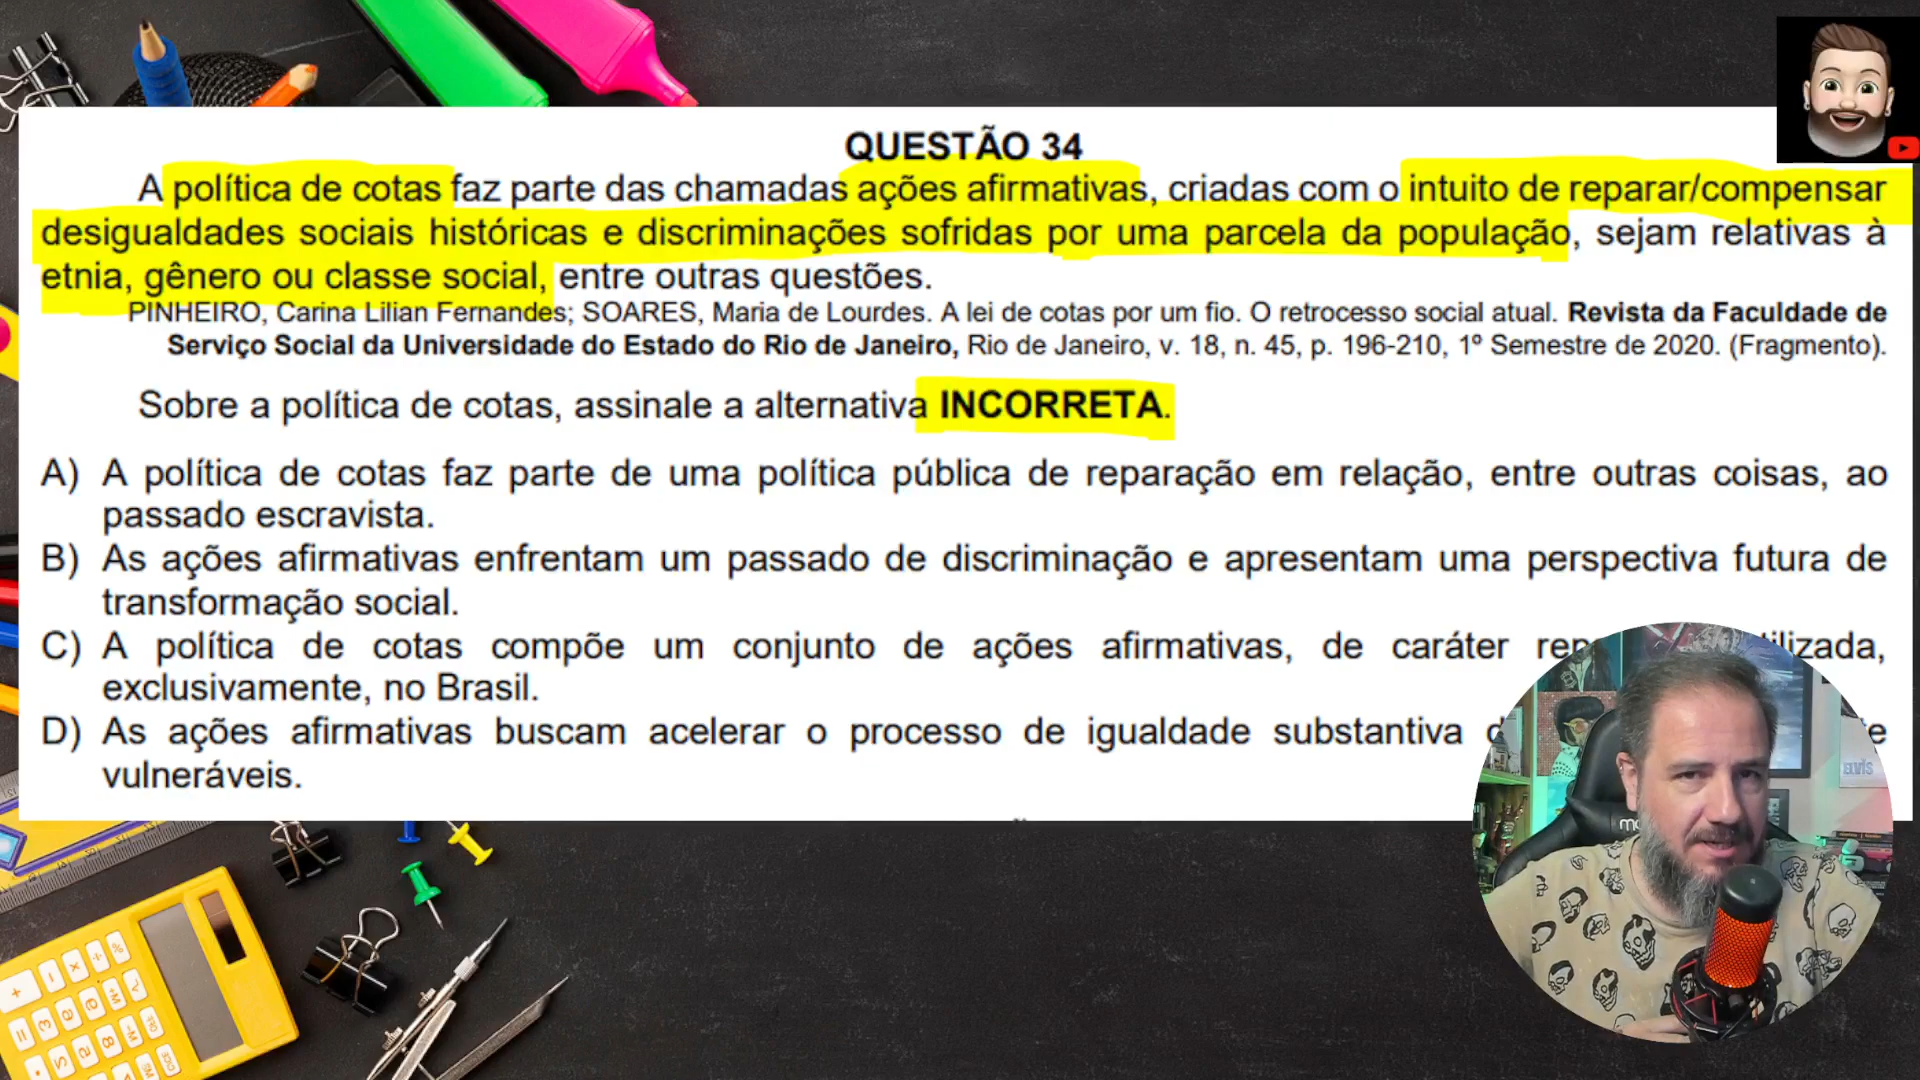 QUESTÃO 34
A política de cotas faz parte das chamadas ações afirmativas, criadas com o intuito de reparar/compensar
desigualdades sociais históricas e discriminações sofridas por uma parcela da população, sejam relativas à
etnia, gênero ou classe social, entre outras questões.
PINHEIRO, Carina Lilian Fernandes; SOARES, Maria de Lourdes. A lei de cotas por um fio. O retrocesso social atual. Revista da Faculdade de
Serviço Social da Universidade do Estado do Rio de Janeiro, Rio de Janeiro, v. 18, n. 45, p. 196-210, 1º Semestre de 2020. (Fragmento).
Sobre a política de cotas, assinale a alternativa INCORRETA.
A) A política de cotas faz parte de uma política pública de reparação em relação, entre outras coisas, ao
passado escravista.
B) As ações afirmativas enfrentam um passado de discriminação e apresentam uma perspectiva futura de
transformação social.
C) A política de cotas compõe um conjunto de ações afirmativas, de caráter
exclusivamente, no Brasil.
D) As ações afirmativas buscam acelerar o processo de igualdade substantiva
vulneráveis.